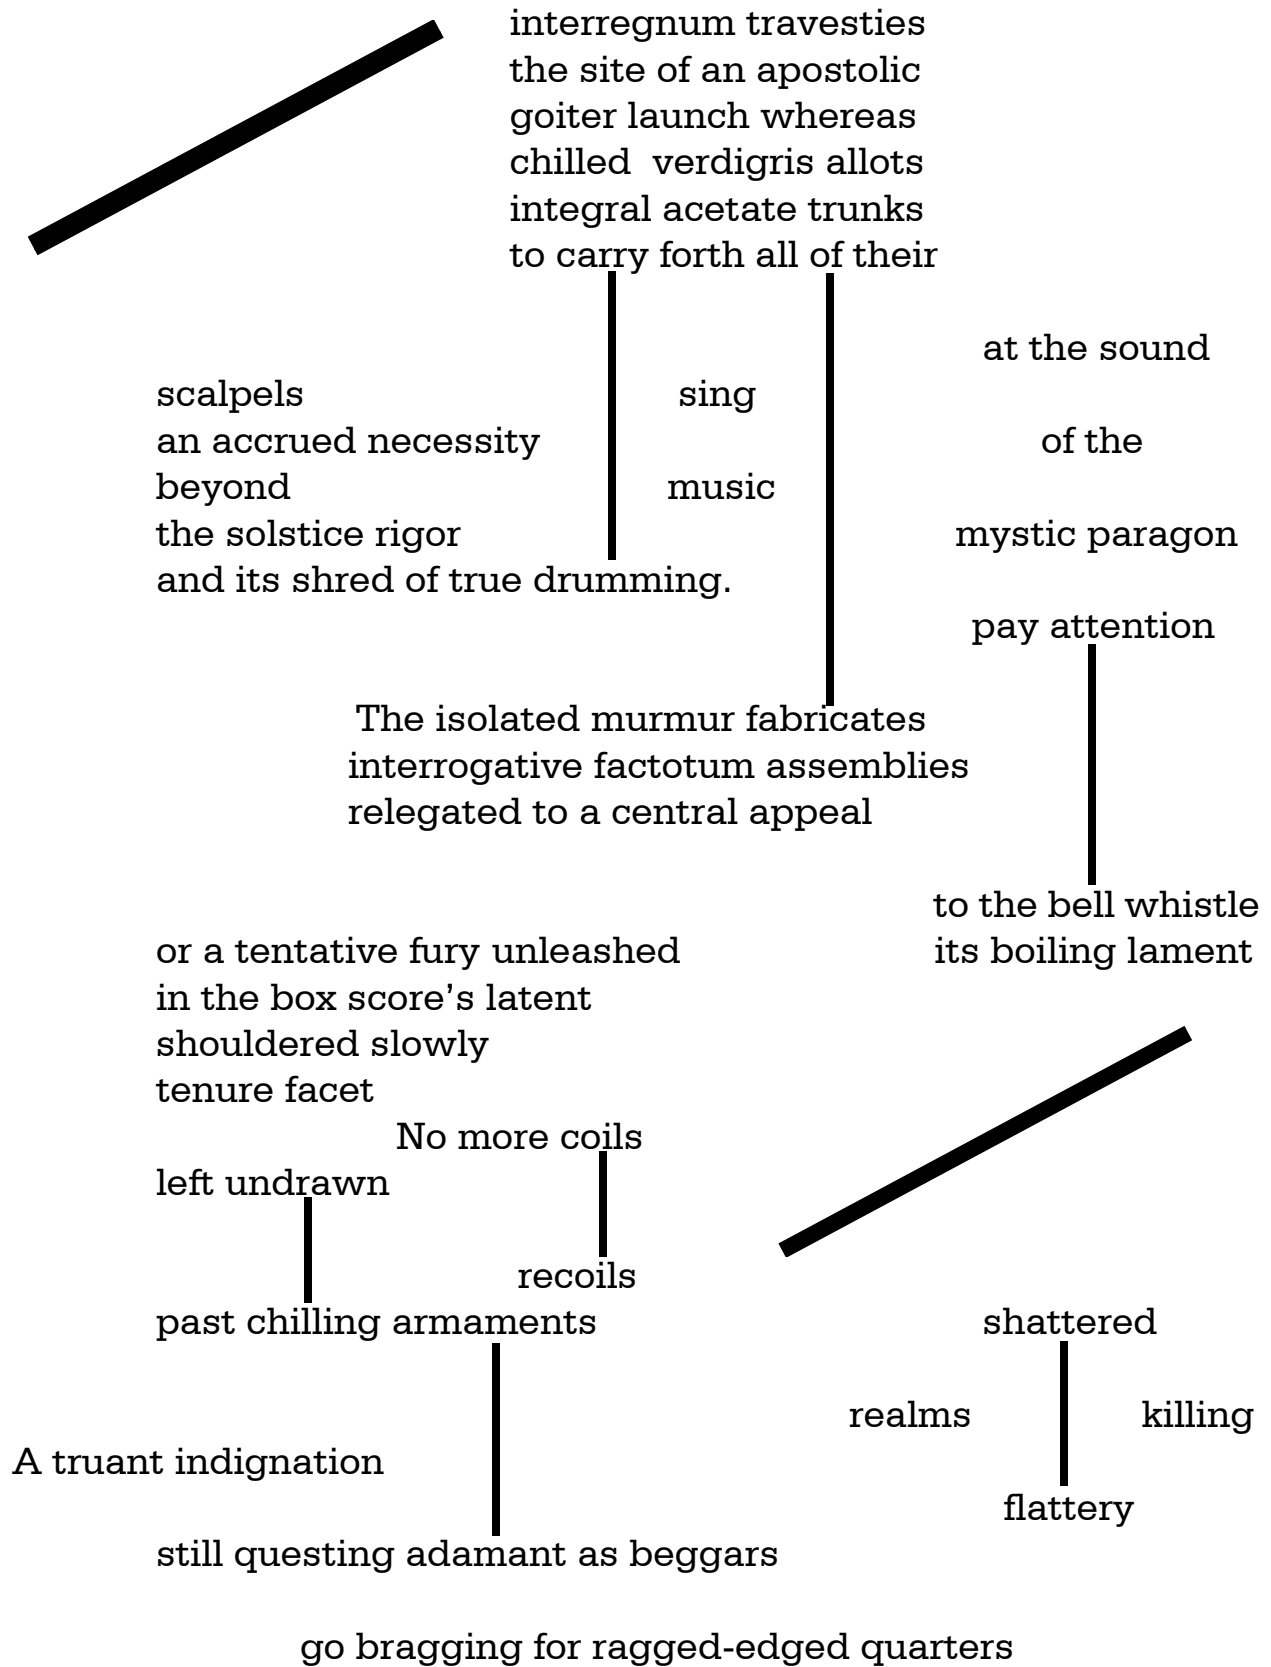 interregnum travesties
the site of an apostolic
goiter launch whereas
chilled  verdigris allots
integral acetate trunks
to carry forth all of their
at the sound
scalpels
sing
an accrued necessity
of the
beyond
music
the solstice rigor
mystic paragon
and its shred of true drumming.
pay attention
The isolated murmur fabricates
interrogative factotum assemblies
relegated to a central appeal
to the bell whistle
its boiling lament
or a tentative fury unleashed
in the box score’s latent
shouldered slowly
tenure facet
No more coils
left undrawn
recoils
past chilling armaments
shattered
realms
killing
A truant indignation
flattery
still questing adamant as beggars
go bragging for ragged-edged quarters